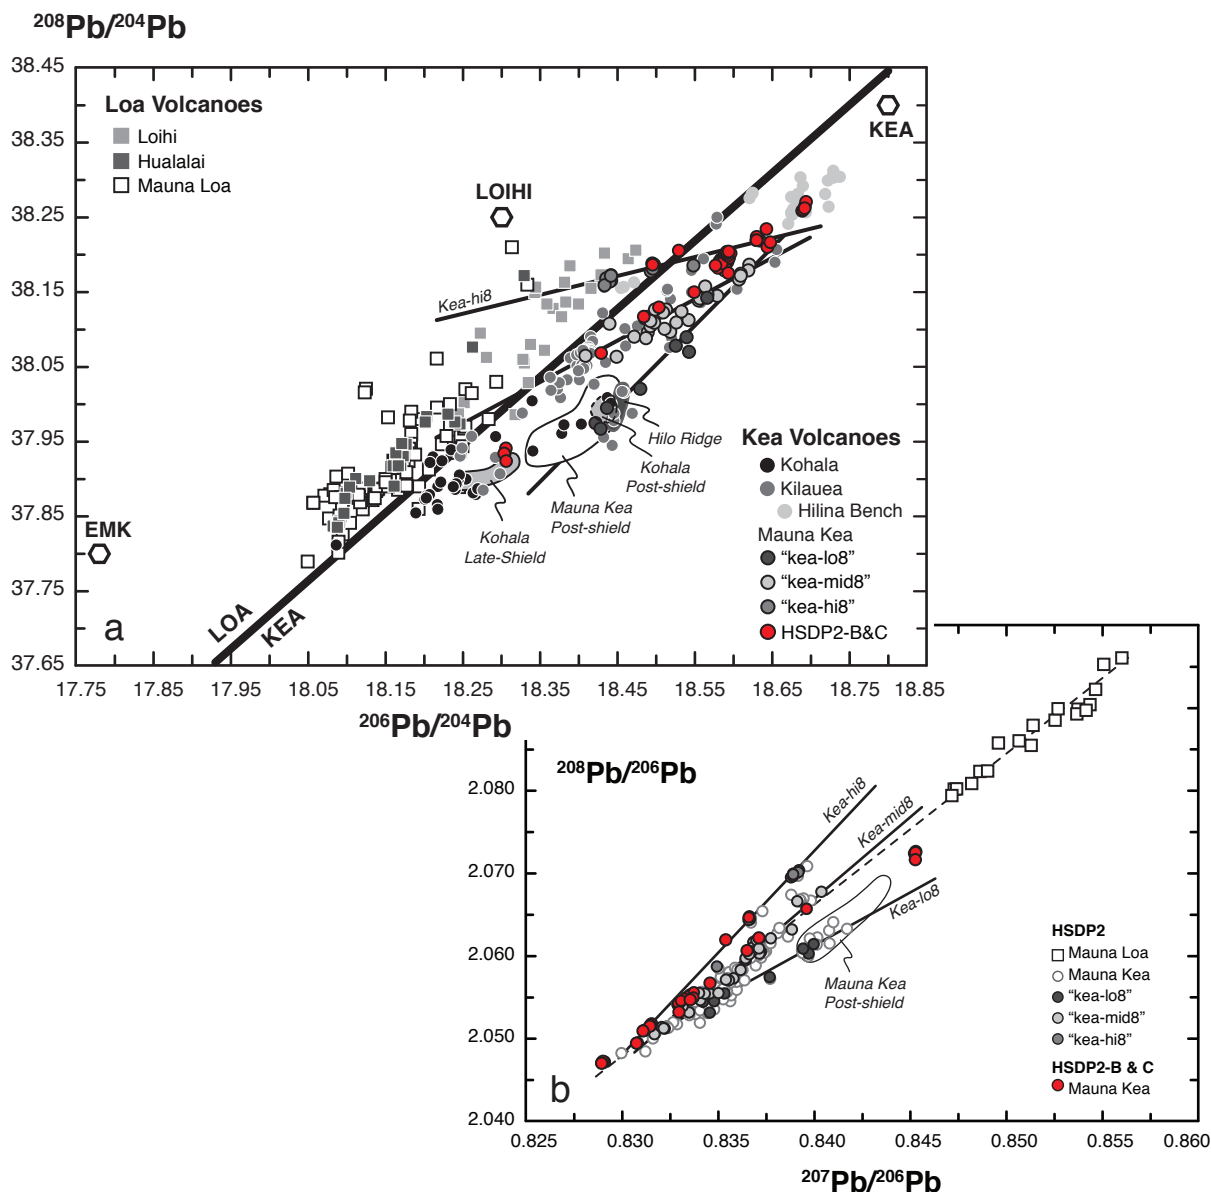 208Pb/204Pb
38.45
38.35
38.25
38.15
38.05
37.95
37.85
37.75
37.65
Loa Volcanoes
Loihi
Hualalai
Mauna Loa
KEA
LOIHI
EMK
Kea-hi8
Hilo Ridge
Kohala
Post-shield
Mauna Kea
Post-shield
Kohala
Late-Shield
LOA
KEA
a
Kea Volcanoes
Kohala
Kilauea
Hilina Bench
Mauna Kea
“kea-lo8”
“kea-mid8”
“kea-hi8”
HSDP2-B&C
17.75 17.85 17.95 18.05 18.15 18.25 18.35 18.45 18.55 18.65 18.75 18.85
206Pb/204Pb
208Pb/206Pb
2.080
2.070
2.060
2.050
2.040
Kea-hi8
Kea-mid8
Kea-lo8
Mauna Kea
Post-shield
b
HSDP2
Mauna Loa
Mauna Kea
“kea-lo8”
“kea-mid8”
“kea-hi8”
HSDP2-B & C
Mauna Kea
0.825 0.830 0.835 0.840 0.845 0.850 0.855 0.860
207Pb/206Pb